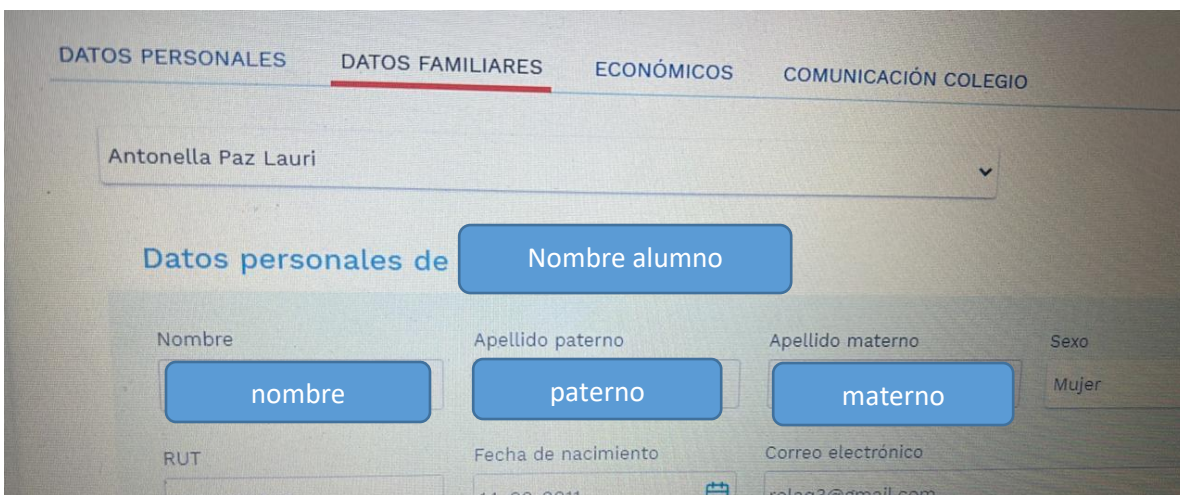 DATOS PERSONALES DATOS FAMILIARES ECONÓMICOS COMUNICACIÓN COLEGIO
Antonella Paz Lauri
Datos personales de Nombre alumno
Nombre Apellido paterno Apellido materno Sexo
nombre paterno materno Mujer
RUT Fecha de nacimiento Correo electrónico